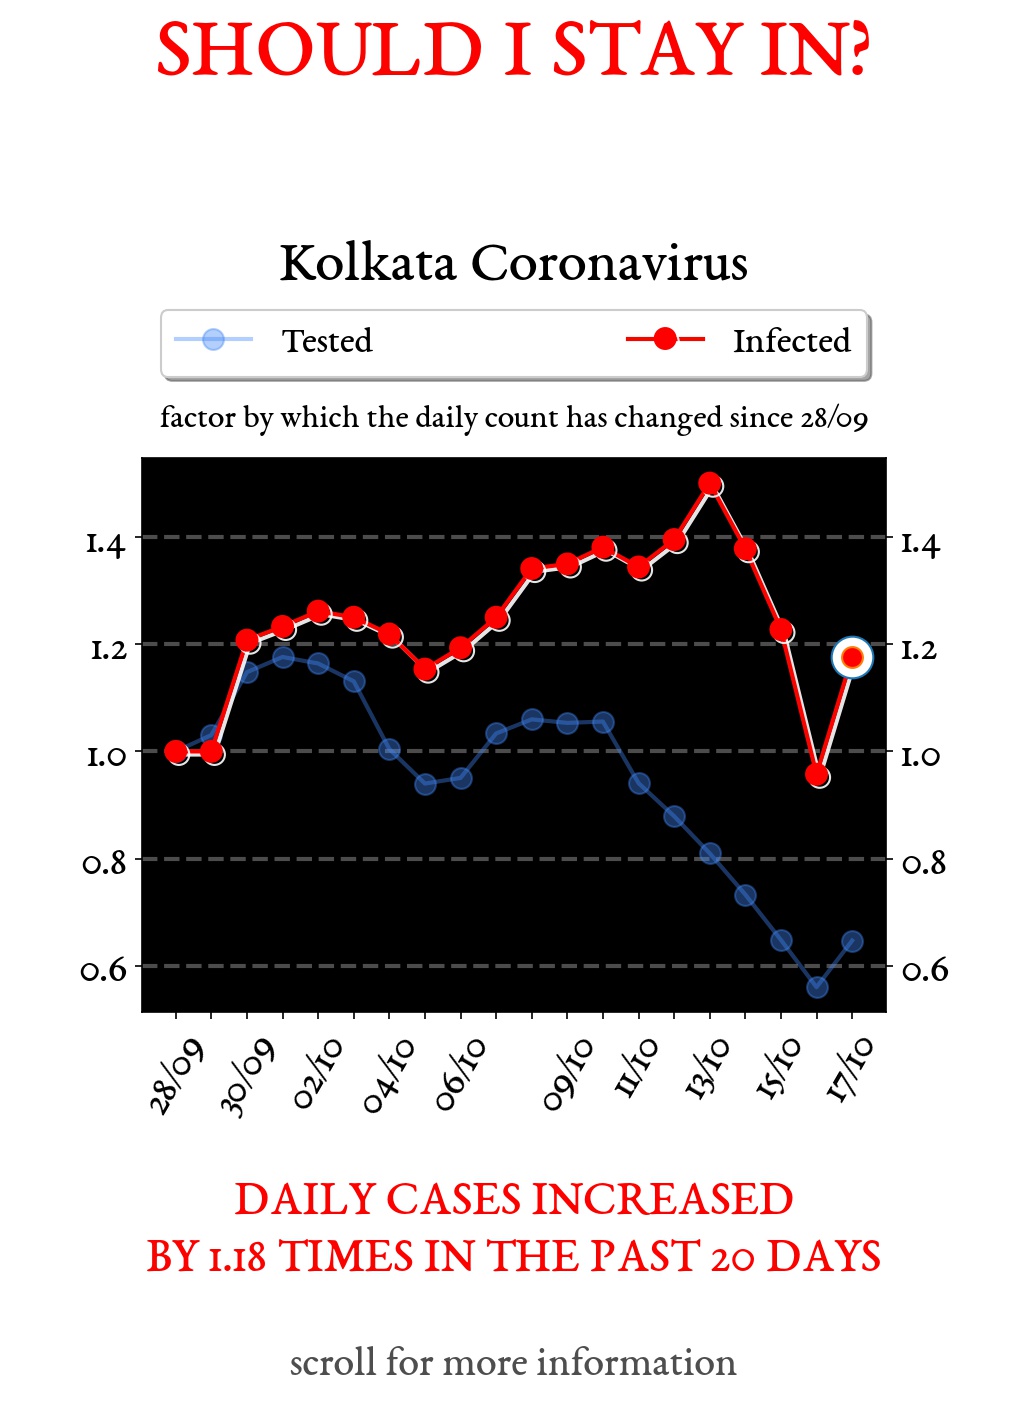 SHOULD I STAY IN?
Kolkata Coronavirus
Tested Infected
factor by which the daily count has changed since 28/09
1.4 1.4
1.2 1.2
1.0 1.0
0.8 0.8
0.6 0.6
28/09 30/09 02/10 04/10 06/10 09/10 11/10 13/10 15/10 17/10
DAILY CASES INCREASED
BY 1.18 TIMES IN THE PAST 20 DAYS
scroll for more information